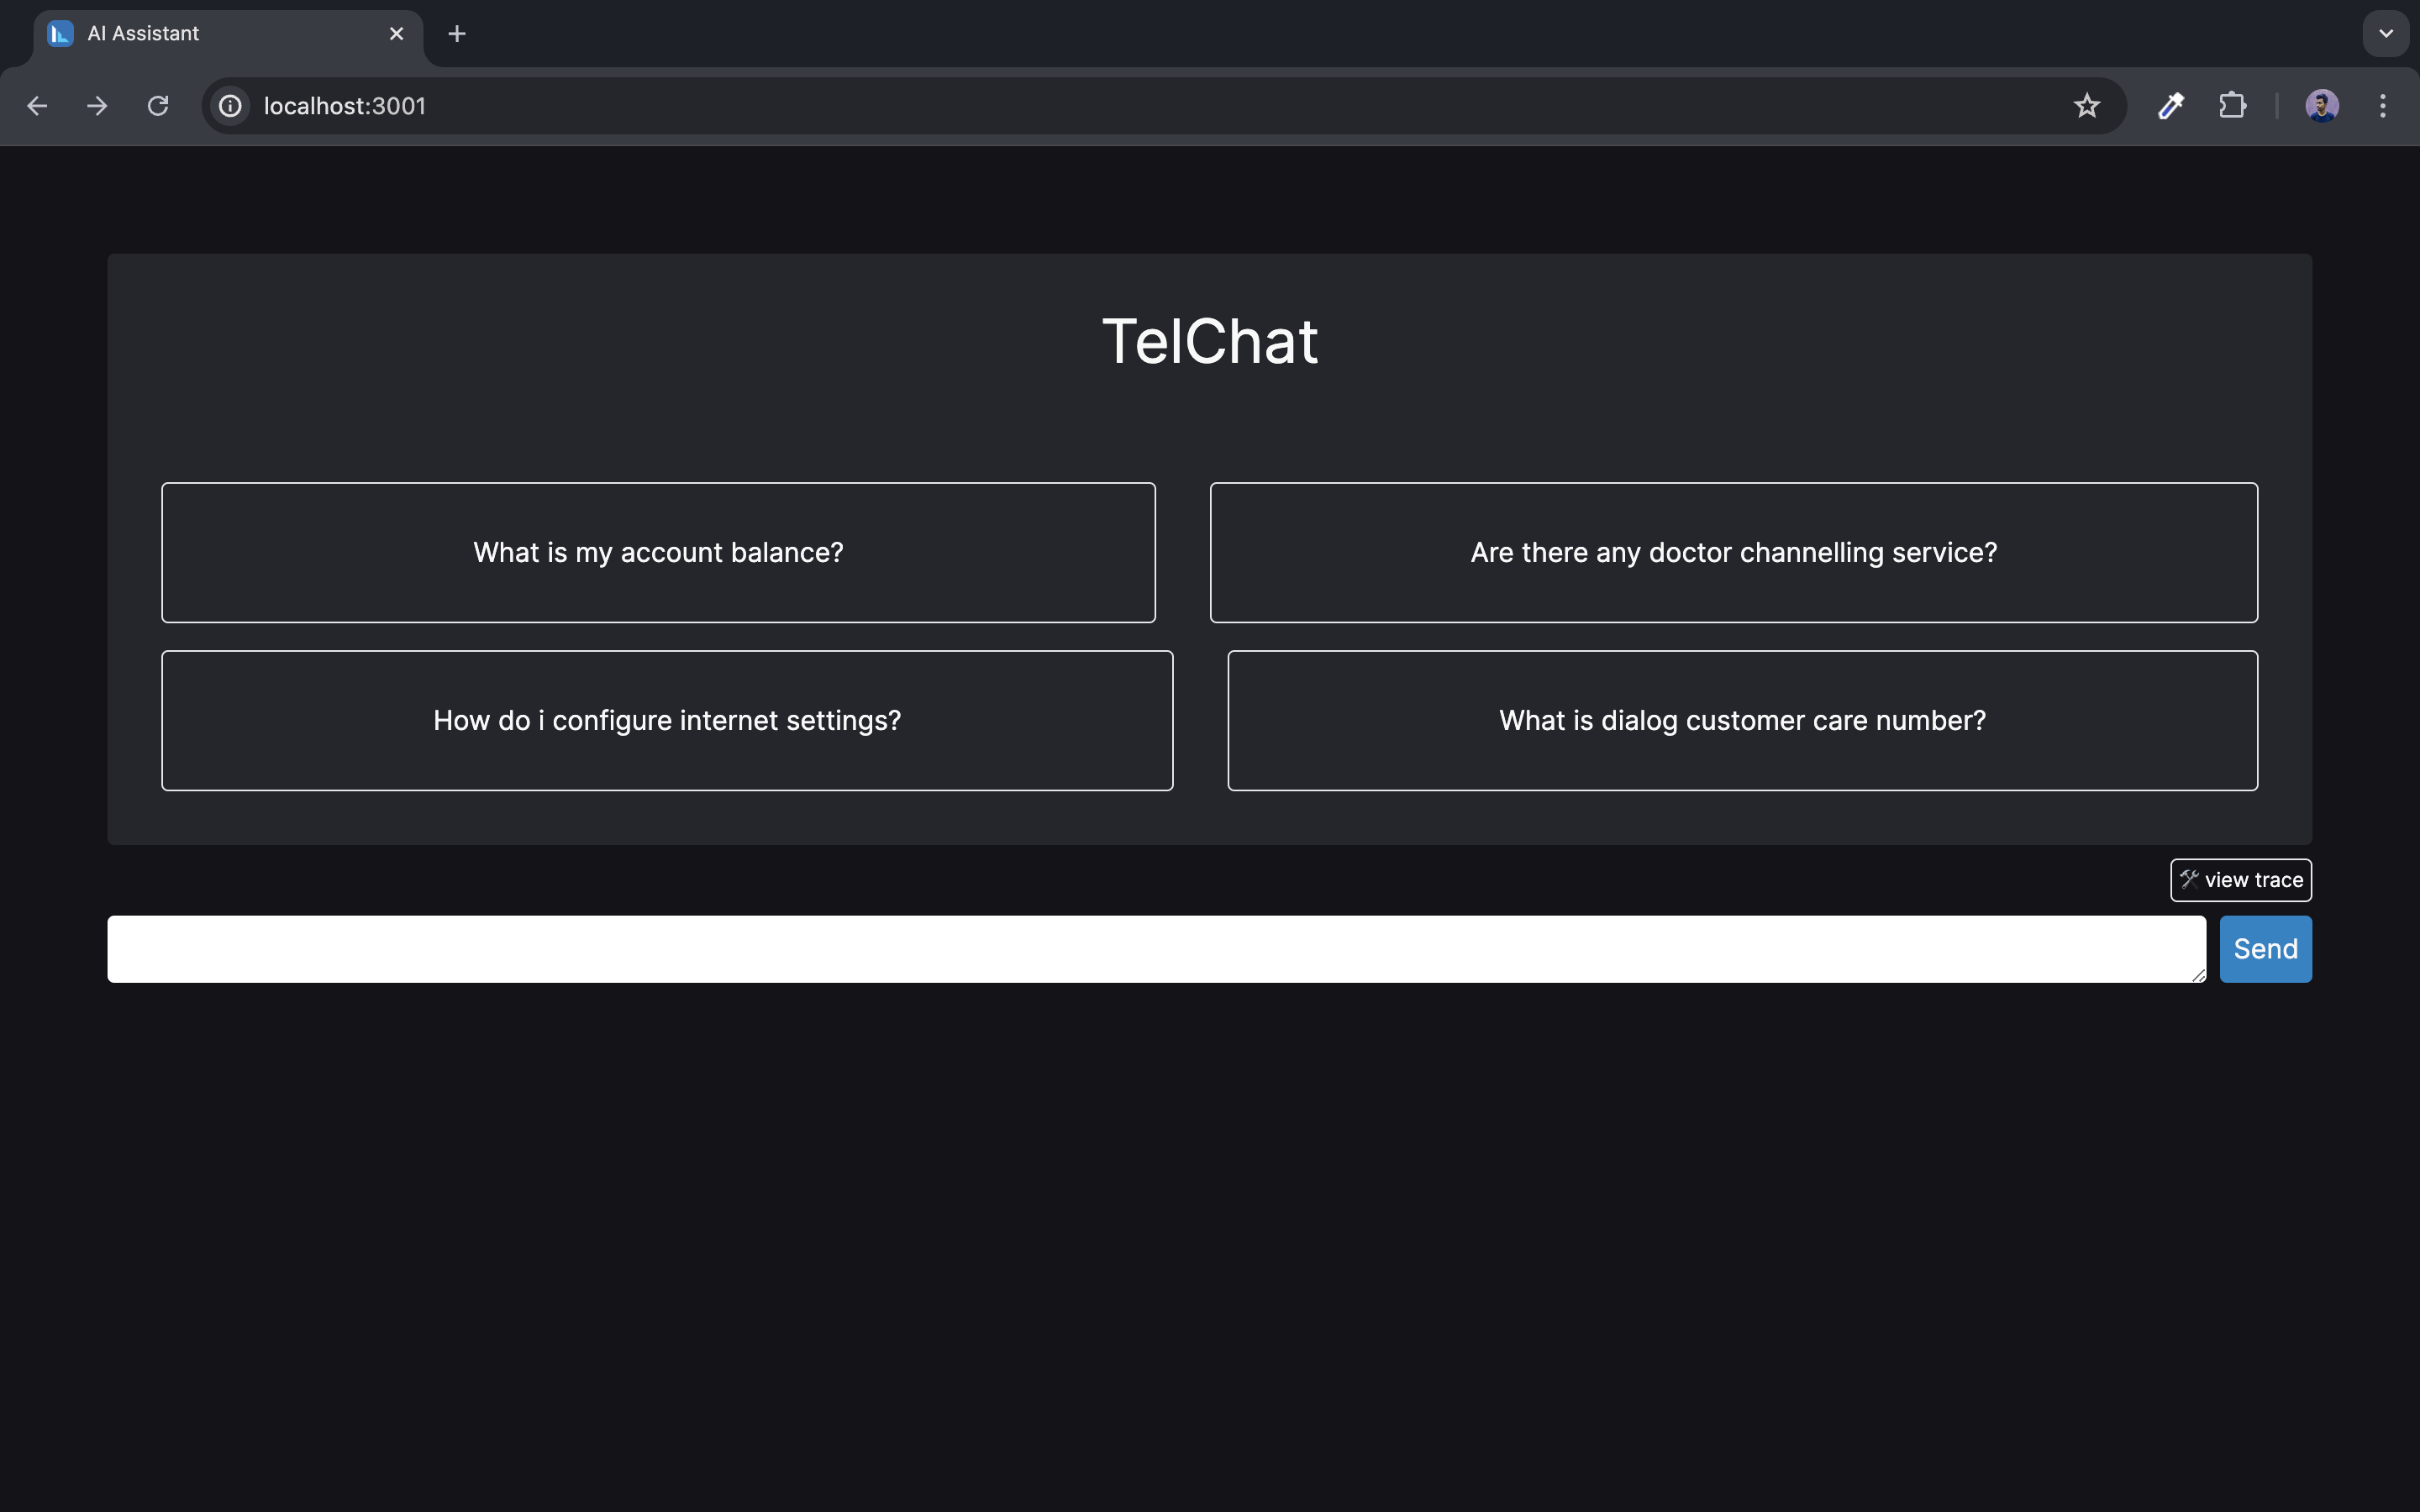 AI Assistant
localhost:3001
TelChat
What is my account balance?
Are there any doctor channelling service?
How do i configure internet settings?
What is dialog customer care number?
🛠 view trace
Send